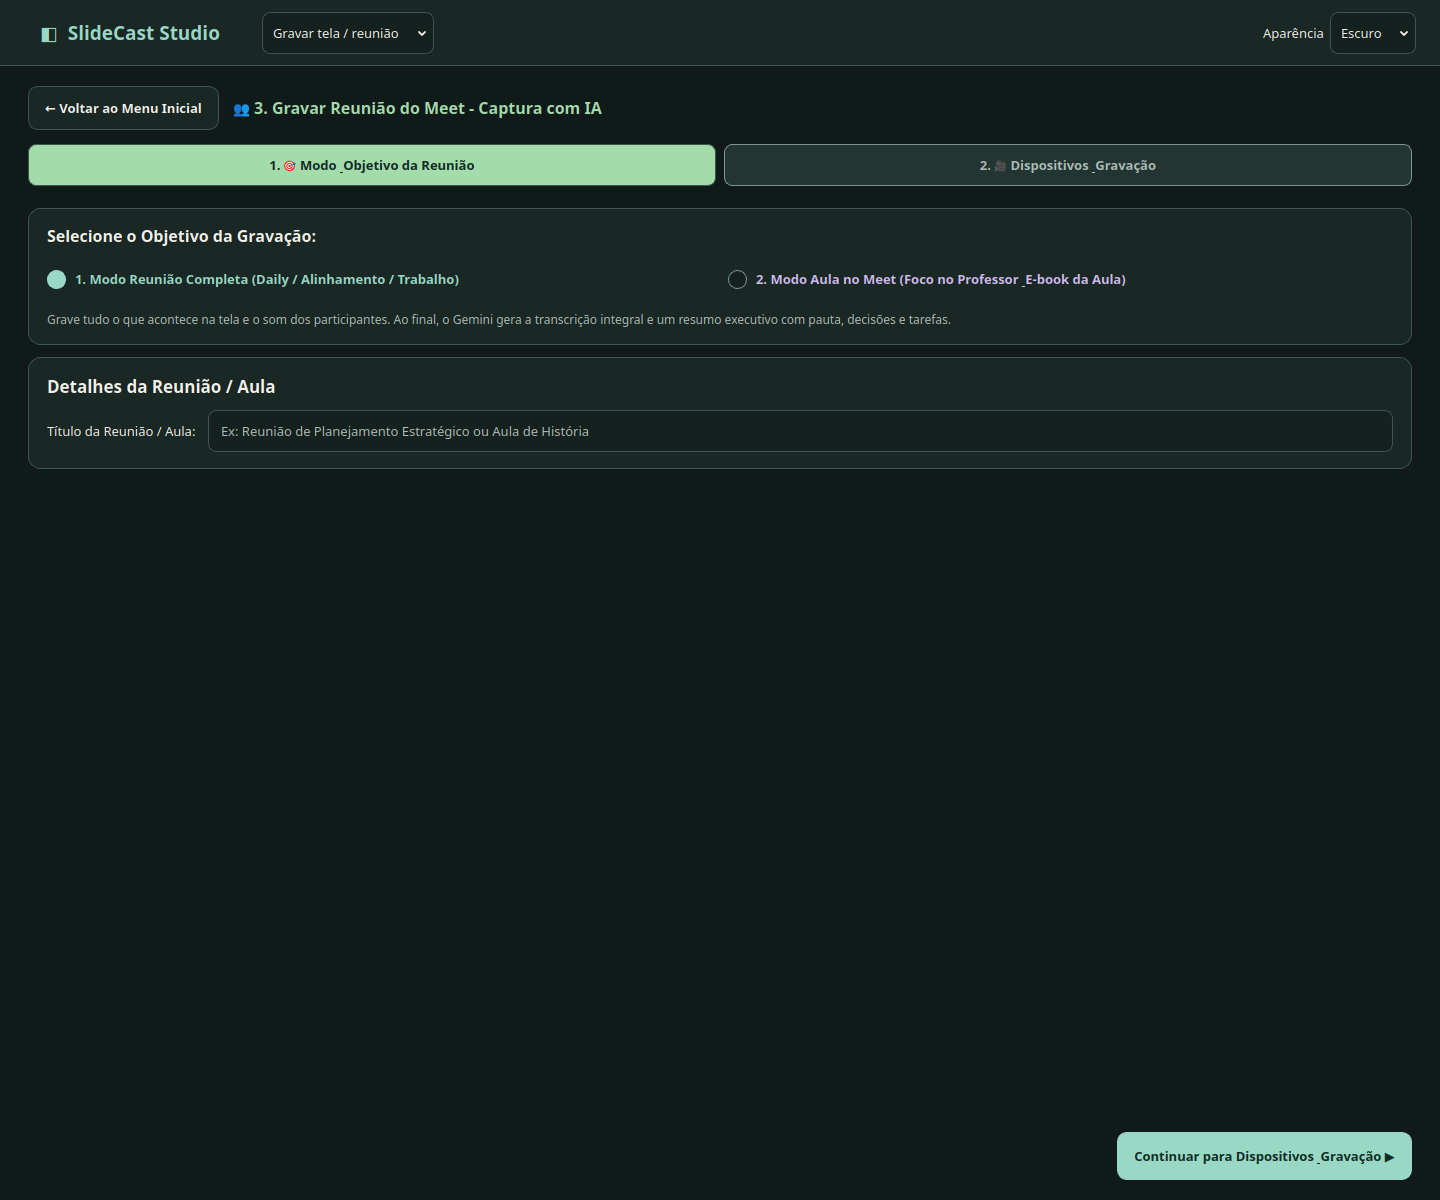 SlideCast Studio
Gravar tela / reunião
Aparência
Escuro
← Voltar ao Menu Inicial
3. Gravar Reunião do Meet - Captura com IA
1. 🎯 Modo _Objetivo da Reunião
2. 🎥 Dispositivos _Gravação
Selecione o Objetivo da Gravação:
1. Modo Reunião Completa (Daily / Alinhamento / Trabalho)
2. Modo Aula no Meet (Foco no Professor _E-book da Aula)
Grave tudo o que acontece na tela e o som dos participantes. Ao final, o Gemini gera a transcrição integral e um resumo executivo com pauta, decisões e tarefas.
Detalhes da Reunião / Aula
Título da Reunião / Aula:
Ex: Reunião de Planejamento Estratégico ou Aula de História
Continuar para Dispositivos _Gravação ▶